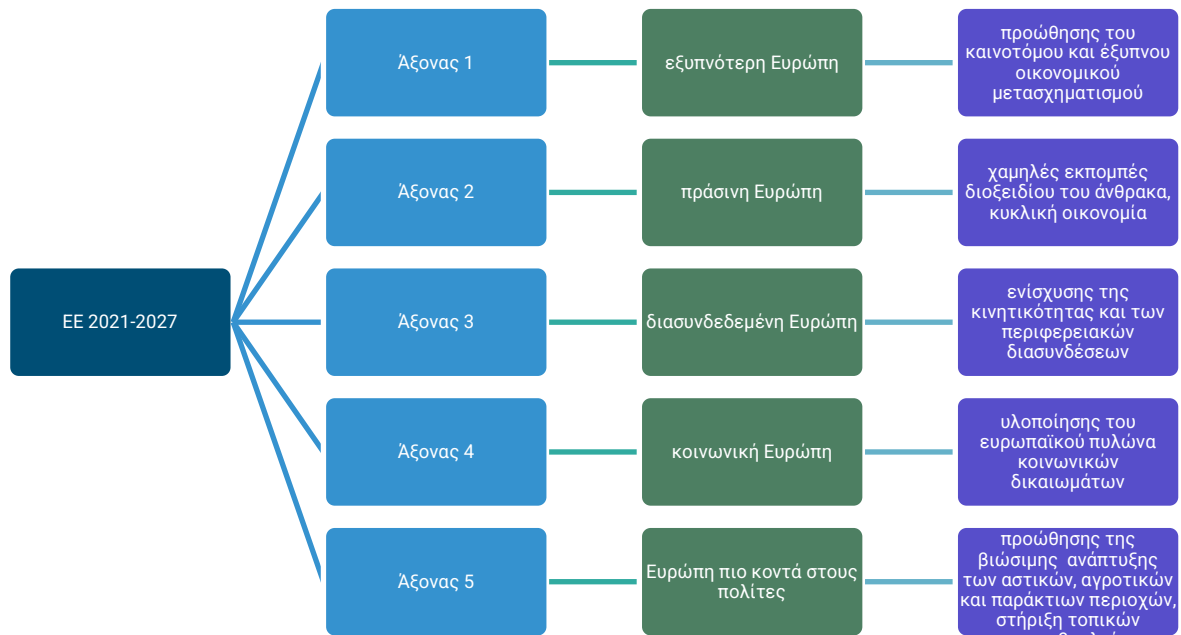 Άξονας 1
εξυπνότερη Ευρώπη
προώθησης του
καινοτόμου και έξυπνου
οικονομικού
μετασχηματισμού
Άξονας 2
πράσινη Ευρώπη
χαμηλές εκπομπές
διοξειδίου του άνθρακα,
κυκλική οικονομία
ΕΕ 2021-2027
Άξονας 3
διασυνδεδεμένη Ευρώπη
ενίσχυσης της
κινητικότητας και των
περιφερειακών
διασυνδέσεων
Άξονας 4
κοινωνική Ευρώπη
υλοποίησης του
ευρωπαϊκού πυλώνα
κοινωνικών
δικαιωμάτων
Άξονας 5
Ευρώπη πιο κοντά στους
πολίτες
προώθησης της
βιώσιμης ανάπτυξης
των αστικών, αγροτικών
και παράκτιων περιοχών,
στήριξη τοπικών